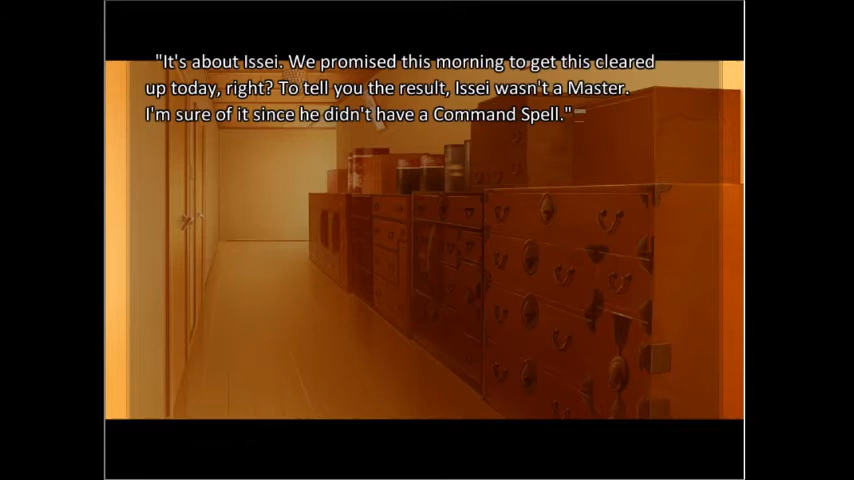 "It's about Issei. We promised this morning to get this cleared
up today, right? To tell you the result, Issei wasn't a Master.
I'm sure of it since he didn't have a Command Spell."